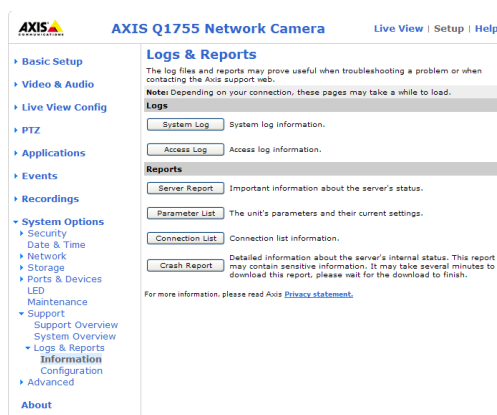 AXIS
COMMUNICATIONS
AXIS Q1755 Network Camera
Live View | Setup | Help
Basic Setup
Video & Audio
Live View Config
PTZ
Applications
Events
Recordings
System Options
Security
Date & Time
Network
Storage
Ports & Devices
LED
Maintenance
Support
Support Overview
System Overview
Logs & Reports
Information
Configuration
Advanced
About
Logs & Reports
The log files and reports may prove useful when troubleshooting a problem or when
contacting the Axis support web.
Note: Depending on your connection, these pages may take a while to load.
Logs
System Log System log information.
Access Log Access log information.
Reports
Server Report Important information about the server's status.
Parameter List The unit's parameters and their current settings.
Connection List Connection list information.
Crash Report Detailed information about the server's internal status. This report
may contain sensitive information. It may take several minutes to
download this report, please wait for the download to finish.
For more information, please read Axis Privacy statement.